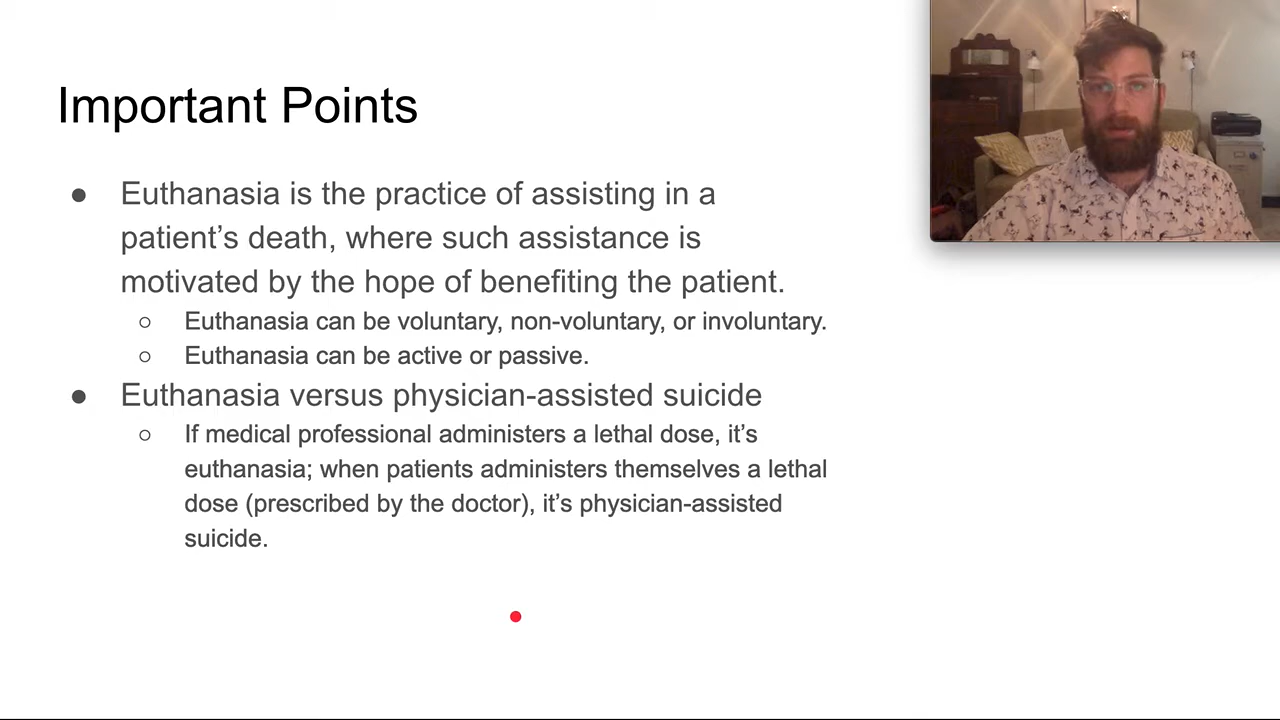 Important Points
● Euthanasia is the practice of assisting in a
patient’s death, where such assistance is
motivated by the hope of benefiting the patient.
○ Euthanasia can be voluntary, non-voluntary, or involuntary.
○ Euthanasia can be active or passive.
● Euthanasia versus physician-assisted suicide
○ If medical professional administers a lethal dose, it’s
euthanasia; when patients administers themselves a lethal
dose (prescribed by the doctor), it’s physician-assisted
suicide.